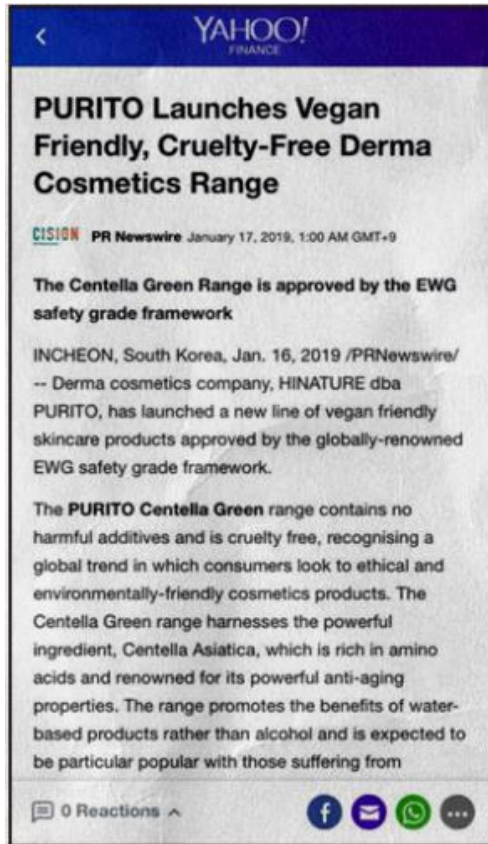 YAHOO!
FINANCE
PURITO Launches Vegan
Friendly, Cruelty-Free Derma
Cosmetics Range
CISION PR Newswire January 17, 2019, 1:00 AM GMT+9
The Centella Green Range is approved by the EWG
safety grade framework
INCHEON, South Korea, Jan. 16, 2019 /PRNewswire/
-- Derma cosmetics company, HINATURE dba
PURITO, has launched a new line of vegan friendly
skincare products approved by the globally-renowned
EWG safety grade framework.
The PURITO Centella Green range contains no
harmful additives and is cruelty free, recognising a
global trend in which consumers look to ethical and
environmentally-friendly cosmetics products. The
Centella Green range harnesses the powerful
ingredient, Centella Asiatica, which is rich in amino
acids and renowned for its powerful anti-aging
properties. The range promotes the benefits of water-
based products rather than alcohol and is expected to
be particular popular with those suffering from
0 Reactions